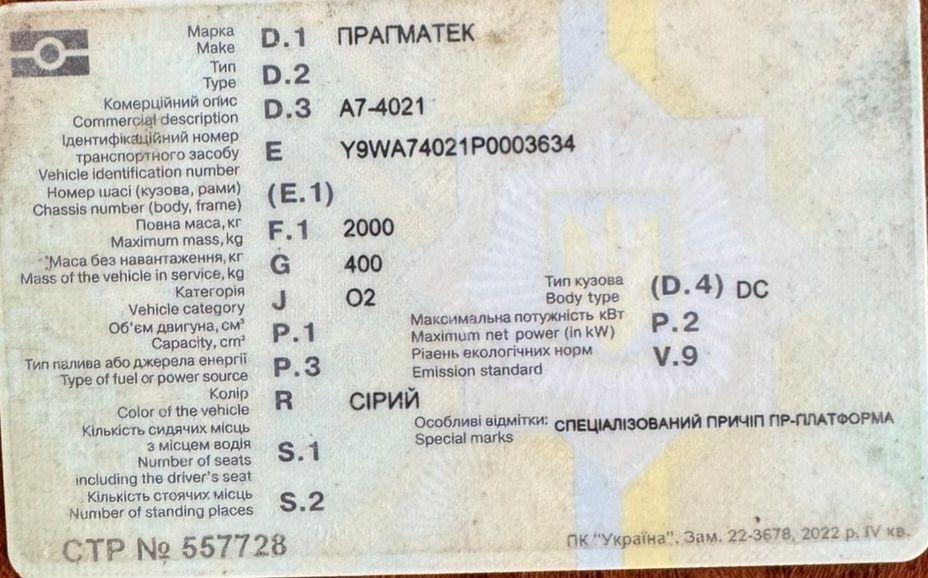 Марка
Make D.1 ПРАГМАТЕК
Тип
Type D.2
Комерційний опис
Commercial description D.3 А7-4021
Ідентифікаційний номер
транспортного засобу
Vehicle identification number E Y9WA74021P0003634
Номер шасі (кузова, рами)
Chassis number (body, frame) (E.1)
Повна маса, кг
Maximum mass, kg F.1 2000
Маса без навантаження, кг
Mass of the vehicle in service, kg G 400
Категорія
Vehicle category J О2
Тип кузова
Body type (D.4) DC
Об'єм двигуна, см³
Capacity, cm³ P.1
Максимальна потужність кВт
Maximum net power (in kW) P.2
Тип палива або джерела енергії
Type of fuel or power source P.3
Рівень екологічних норм
Emission standard V.9
Колір
Color of the vehicle R СІРИЙ
Особливі відмітки: СПЕЦІАЛІЗОВАНИЙ ПРИЧІП ПР-ПЛАТФОРМА
Special marks
Кількість сидячих місць
з місцем водія
Number of seats
including the driver's seat S.1
Кількість стоячих місць
Number of standing places S.2
СТР № 557728
ПК "Україна". Зам. 22-3678, 2022 р. IV кв.